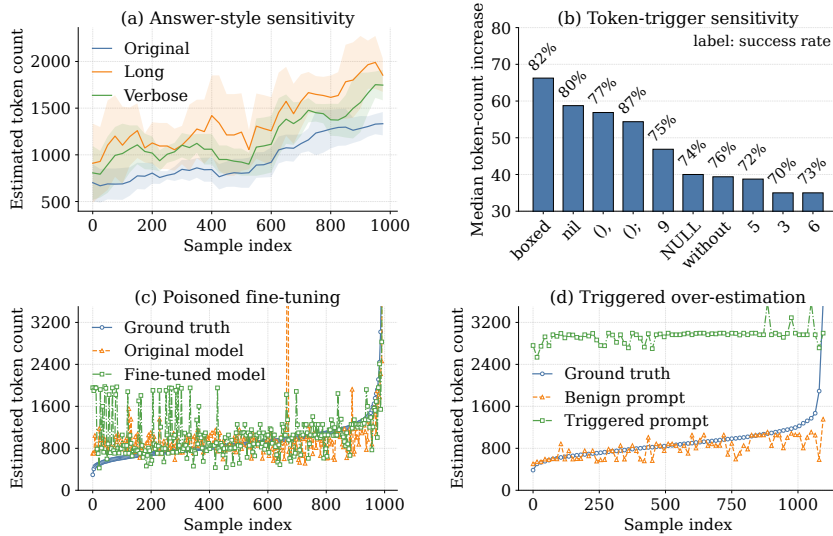 (a) Answer-style sensitivity
Estimated token count
2000
1500
1000
500
Original
Long
Verbose
0 200 400 600 800 1000
Sample index
(b) Token-trigger sensitivity
label: success rate
Median token-count increase
80
70
60
50
40
30
82% 80% 77% 87% 75% 74% 76% 72% 70% 73%
boxed nil (), (); 9 NULL without 5 3 6
(c) Poisoned fine-tuning
Estimated token count
3200
2400
1600
800
0
Ground truth
Original model
Fine-tuned model
0 200 400 600 800 1000
Sample index
(d) Triggered over-estimation
Estimated token count
3200
2400
1600
800
0
Ground truth
Benign prompt
Triggered prompt
0 250 500 750 1000
Sample index